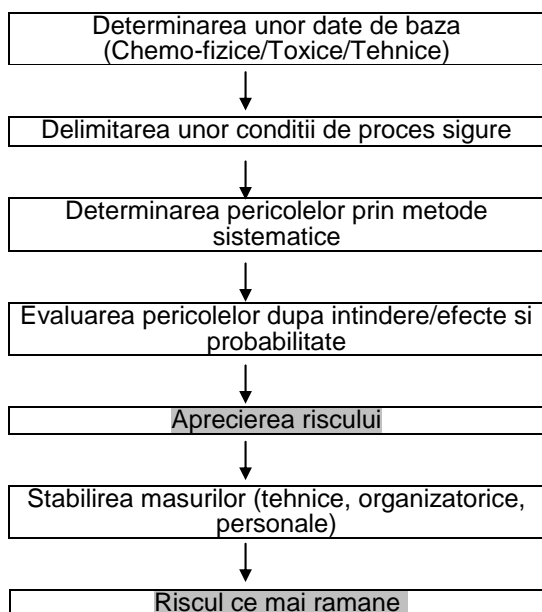 Determinarea unor date de baza
(Chemo-fizice/Toxice/Tehnice)
Delimitarea unor conditii de proces sigure
Determinarea pericolelor prin metode
sistematice
Evaluarea pericolelor dupa intindere/efecte si
probabilitate
Aprecierea riscului
Stabilirea masurilor (tehnice, organizatorice,
personale)
Riscul ce mai ramane